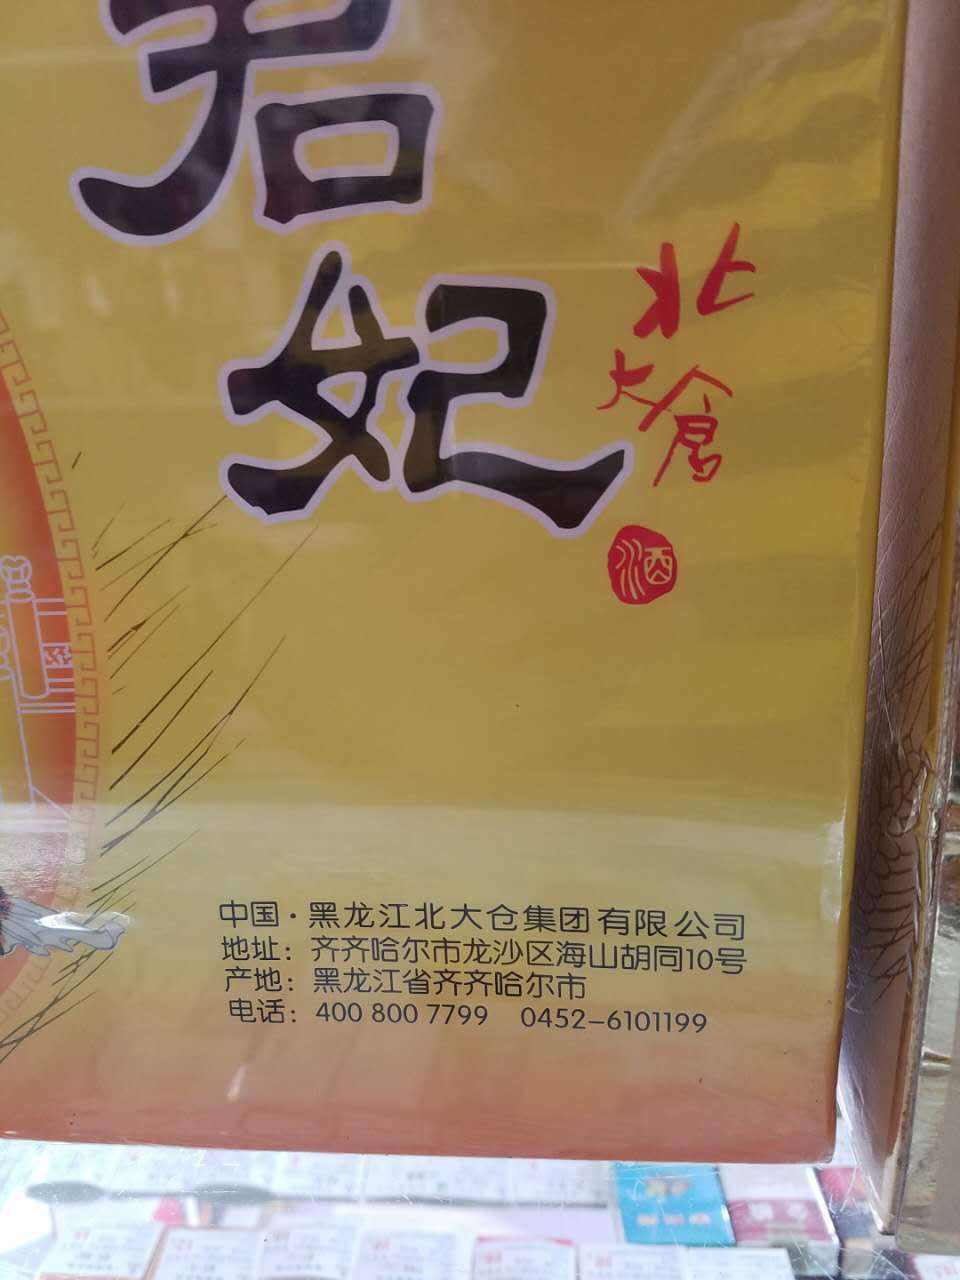 君
妃
北
大倉
酒
中国·黑龙江北大仓集团有限公司
地址：齐齐哈尔市龙沙区海山胡同10号
产地：黑龙江省齐齐哈尔市
电话：400 800 7799 0452-6101199